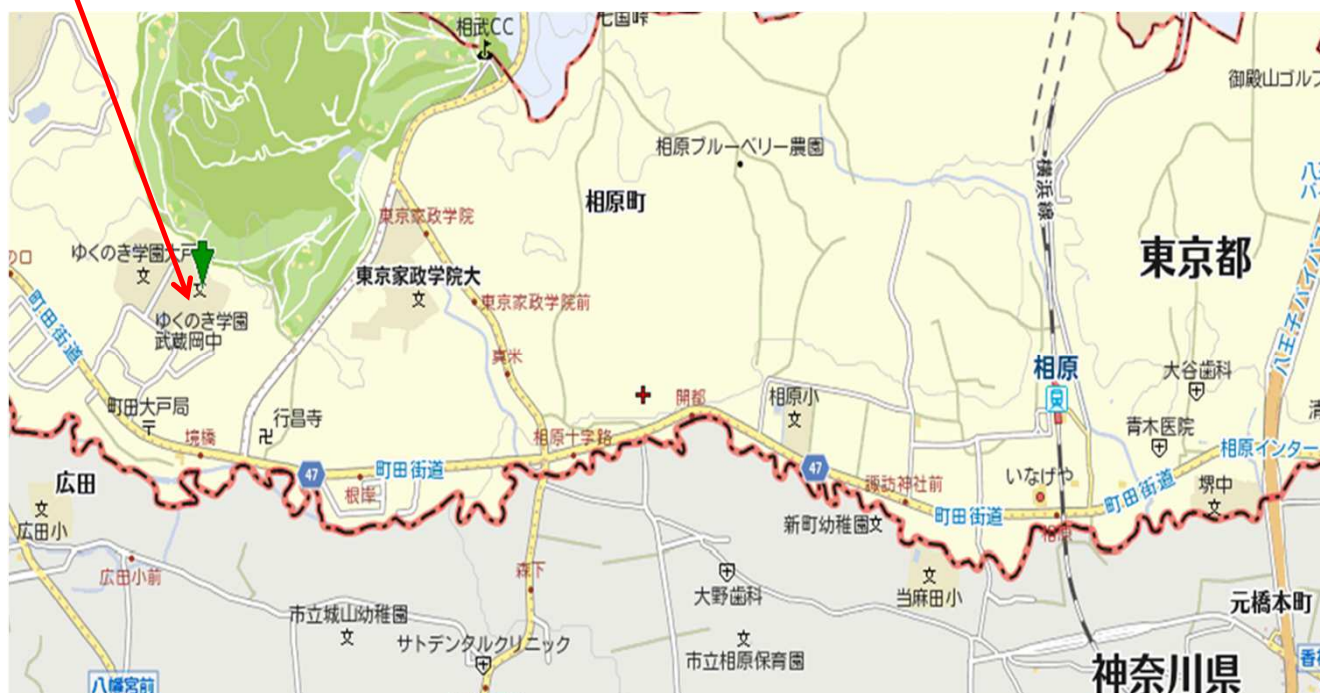 相武CC
七国峠
御殿山ゴルフ
相原ブルーベリー農園
横浜線
相原町
東京家政学院
東京都
ゆくのき学園大戸
東京家政学院大
東京家政学院前
ゆくのき学園
武蔵岡中
町田街道
八王子バイパス
真米
相原
大谷歯科
町田大戸局
行昌寺
開都
相原小
青木医院
境橋
相原十字路
相原インター
47
町田街道
47
広田
根岸
諏訪神社前
いなげや
町田街道
堺中
広田小
新町幼稚園
町田街道
相原
広田小前
森下
大野歯科
当麻田小
元橋本町
市立城山幼稚園
サトデンタルクリニック
市立相原保育園
神奈川県
八幡宮前